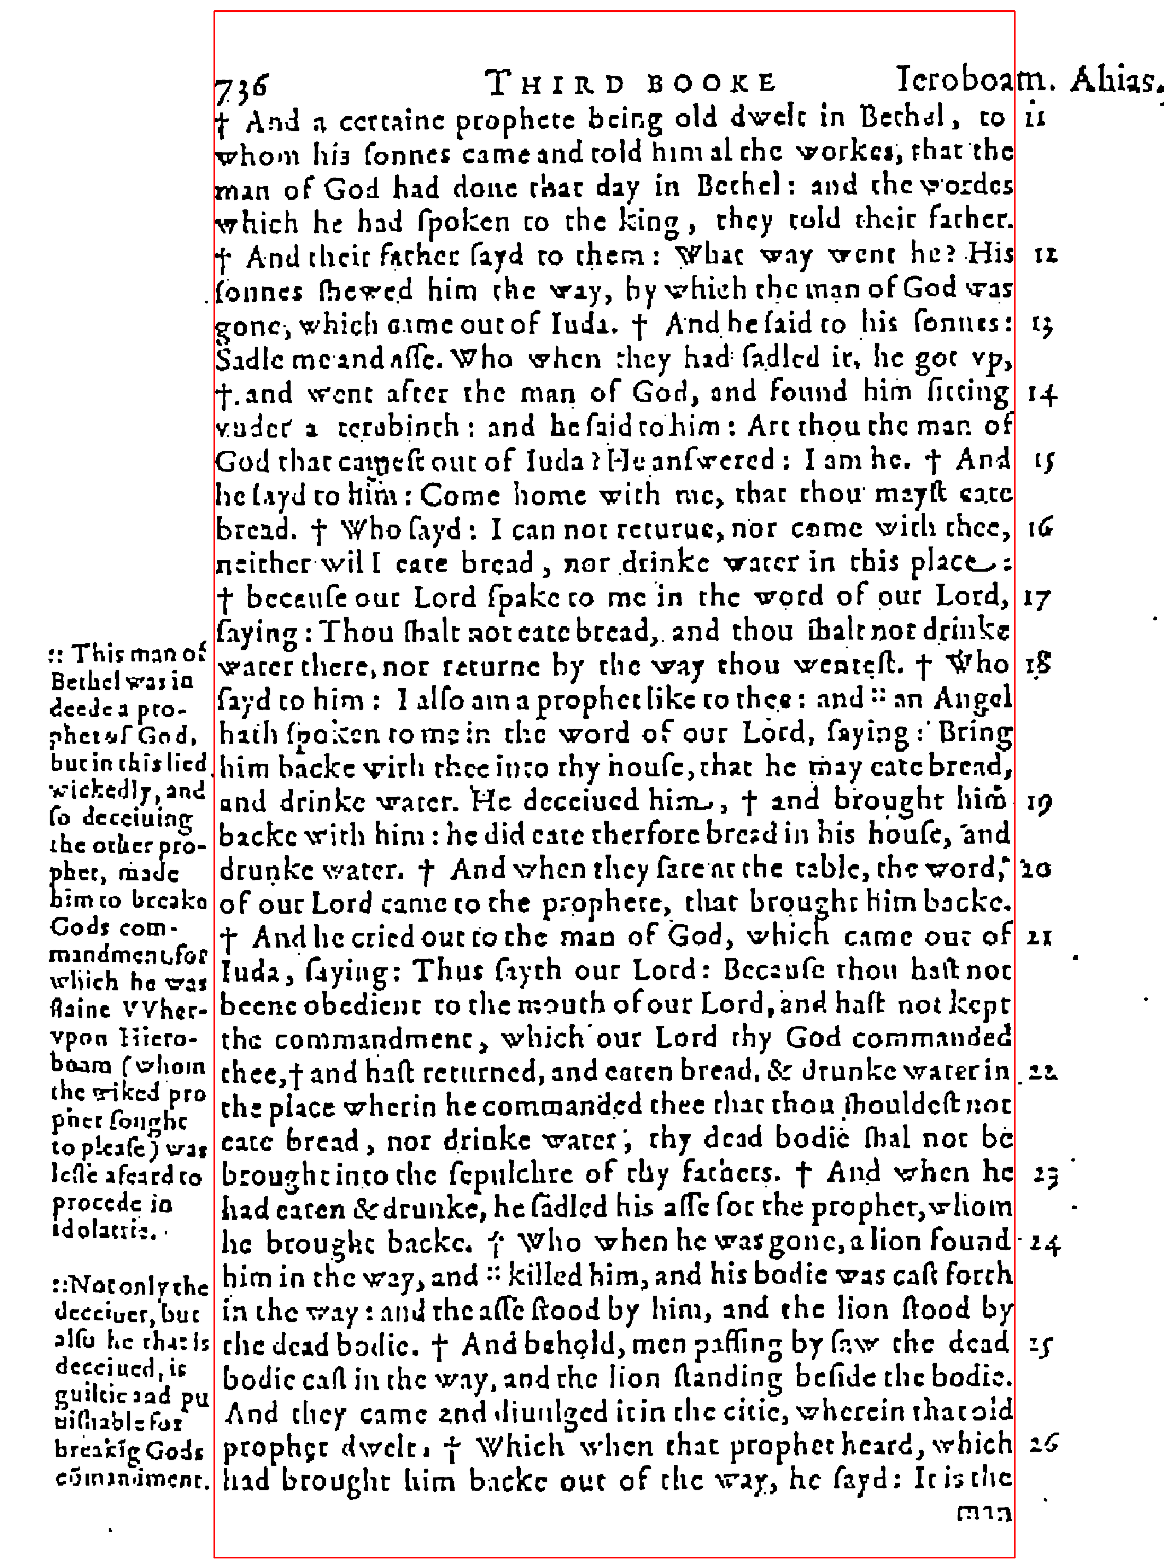 736 THIRD BOOKE Ieroboam. Ahias.
† And a certaine prophete being old dwelt in Bethel, to 11
whom his ſonnes came and told him al the workes, that the
man of God had done that day in Bethel: and the wordes
which he had ſpoken to the king, they told their father.
† And their father ſayd to them: What way went he? His 12
ſonnes ſhewed him the way, by which the man of God was
gone, which came out of Iuda. † And he ſaid to his ſonnes: 13
Sadle me and aſſe. Who when they had ſadled it, he got vp,
† and went after the man of God, and found him ſitting 14
vnder a terebinth: and he ſaid to him: Art thou the man of
God that cameſt out of Iuda? He anſwered: I am he. † And 15
he ſayd to him: Come home with me, that thou mayſt eate
bread. † Who ſayd: I can not returne, nor come with thee, 16
neither wil I eate bread, nor drinke water in this place:
† becauſe our Lord ſpake to me in the word of our Lord, 17
ſaying: Thou ſhalt not eate bread, and thou ſhalt not drinke
water there, nor returne by the way thou wenteſt. † Who 18
ſayd to him: I alſo am a prophet like to thee: and :: an Angel
hath ſpoken to me in the word of our Lord, ſaying: Bring
him backe with thee into thy houſe, that he may eate bread,
and drinke water. He deceiued him, † and brought him 19
backe with him: he did eate therfore bread in his houſe, and
drunke water. † And when they ſate at the table, the word 20
of our Lord came to the prophete, that brought him backe.
† And he cried out to the man of God, which came out of 21
Iuda, ſaying: Thus ſayth our Lord: Becauſe thou haſt not
beene obedient to the mouth of our Lord, and haſt not kept
the commandment, which our Lord thy God commanded
thee, † and haſt returned, and eaten bread, & drunke water in 22
the place wherin he commanded thee that thou ſhouldeſt not
eate bread, nor drinke water, thy dead bodie ſhal not be
brought into the ſepulchre of thy fathers. † And when he 23
had eaten & drunke, he ſadled his aſſe for the prophet, whom
he brought backe. † Who when he was gone, a lion found 24
him in the way, and :: killed him, and his bodie was caſt forth
in the way: and the aſſe ſtood by him, and the lion ſtood by
the dead bodie. † And behold, men paſſing by ſaw the dead 25
bodie caſt in the way, and the lion ſtanding beſide the bodie.
And they came and diuulged it in the citie, wherein that old
prophet dwelt. † Which when that prophet heard, which 26
had brought him backe out of the way, he ſayd: It is the
man
:: This man of
Bethel was in
deede a pro-
phet of God,
but in this lied
wickedly, and
ſo deceiuing
the other pro-
phet, made
him to breake
Gods com-
mandment, for
which he was
ſlaine VVher-
vpon Hiero-
boam (whom
the wiked pro
phet ſought
to pleaſe) was
leſſe afeard to
procede in
idolatrie.
:: Not only the
deceiuer, but
alſo he that is
deceiued, is
guiltie and pu
niſhable for
breakīg Gods
cōmandment.